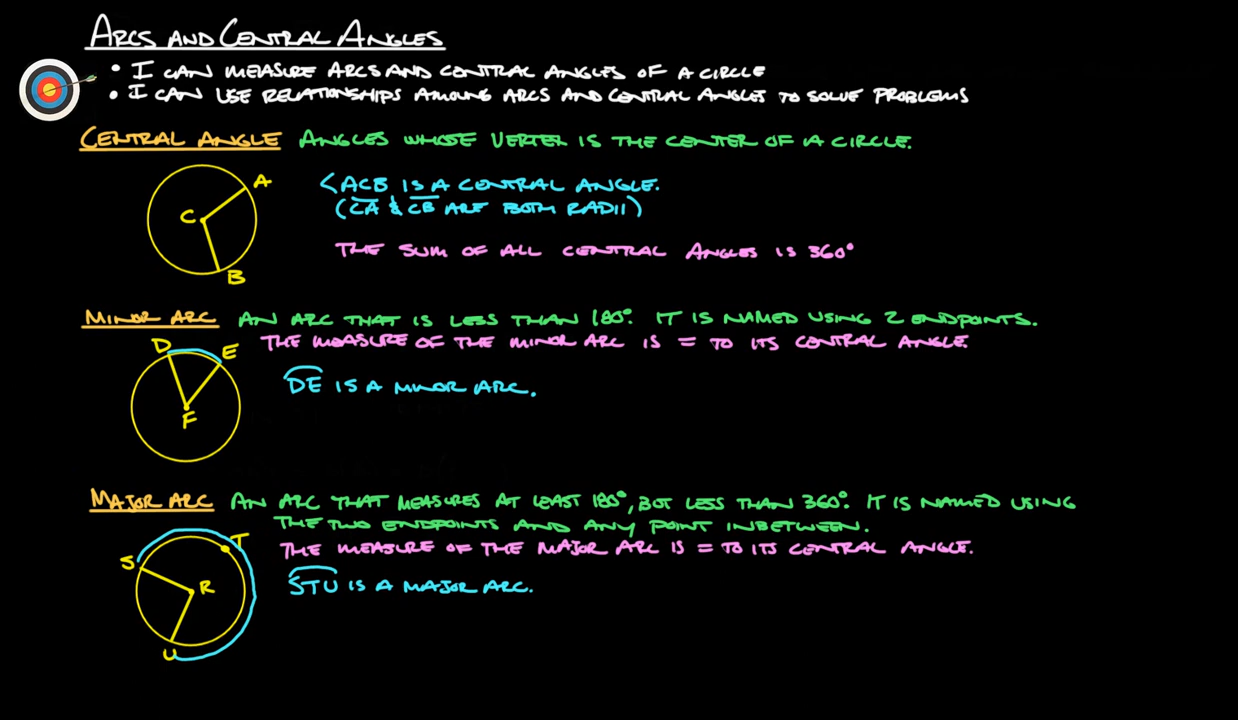 ARCS AND CENTRAL ANGLES
• I CAN MEASURE ARCS AND CENTRAL ANGLES OF A CIRCLE
• I CAN USE RELATIONSHIPS AMONG ARCS AND CENTRAL ANGLES TO SOLVE PROBLEMS
CENTRAL ANGLE ANGLES WHOSE VERTEX IS THE CENTER OF A CIRCLE.
A
C
B
<ACB IS A CENTRAL ANGLE.
(CA & CB ARE BOTH RADII)
THE SUM OF ALL CENTRAL ANGLES IS 360°
MINOR ARC AN ARC THAT IS LESS THAN 180°. IT IS NAMED USING 2 ENDPOINTS.
THE MEASURE OF THE MINOR ARC IS = TO ITS CENTRAL ANGLE.
D
E
F
DE IS A MINOR ARC.
MAJOR ARC AN ARC THAT MEASURES AT LEAST 180°, BUT LESS THAN 360°. IT IS NAMED USING
THE TWO ENDPOINTS AND ANY POINT INBETWEEN.
THE MEASURE OF THE MAJOR ARC IS = TO ITS CENTRAL ANGLE.
S
T
R
U
STU IS A MAJOR ARC.